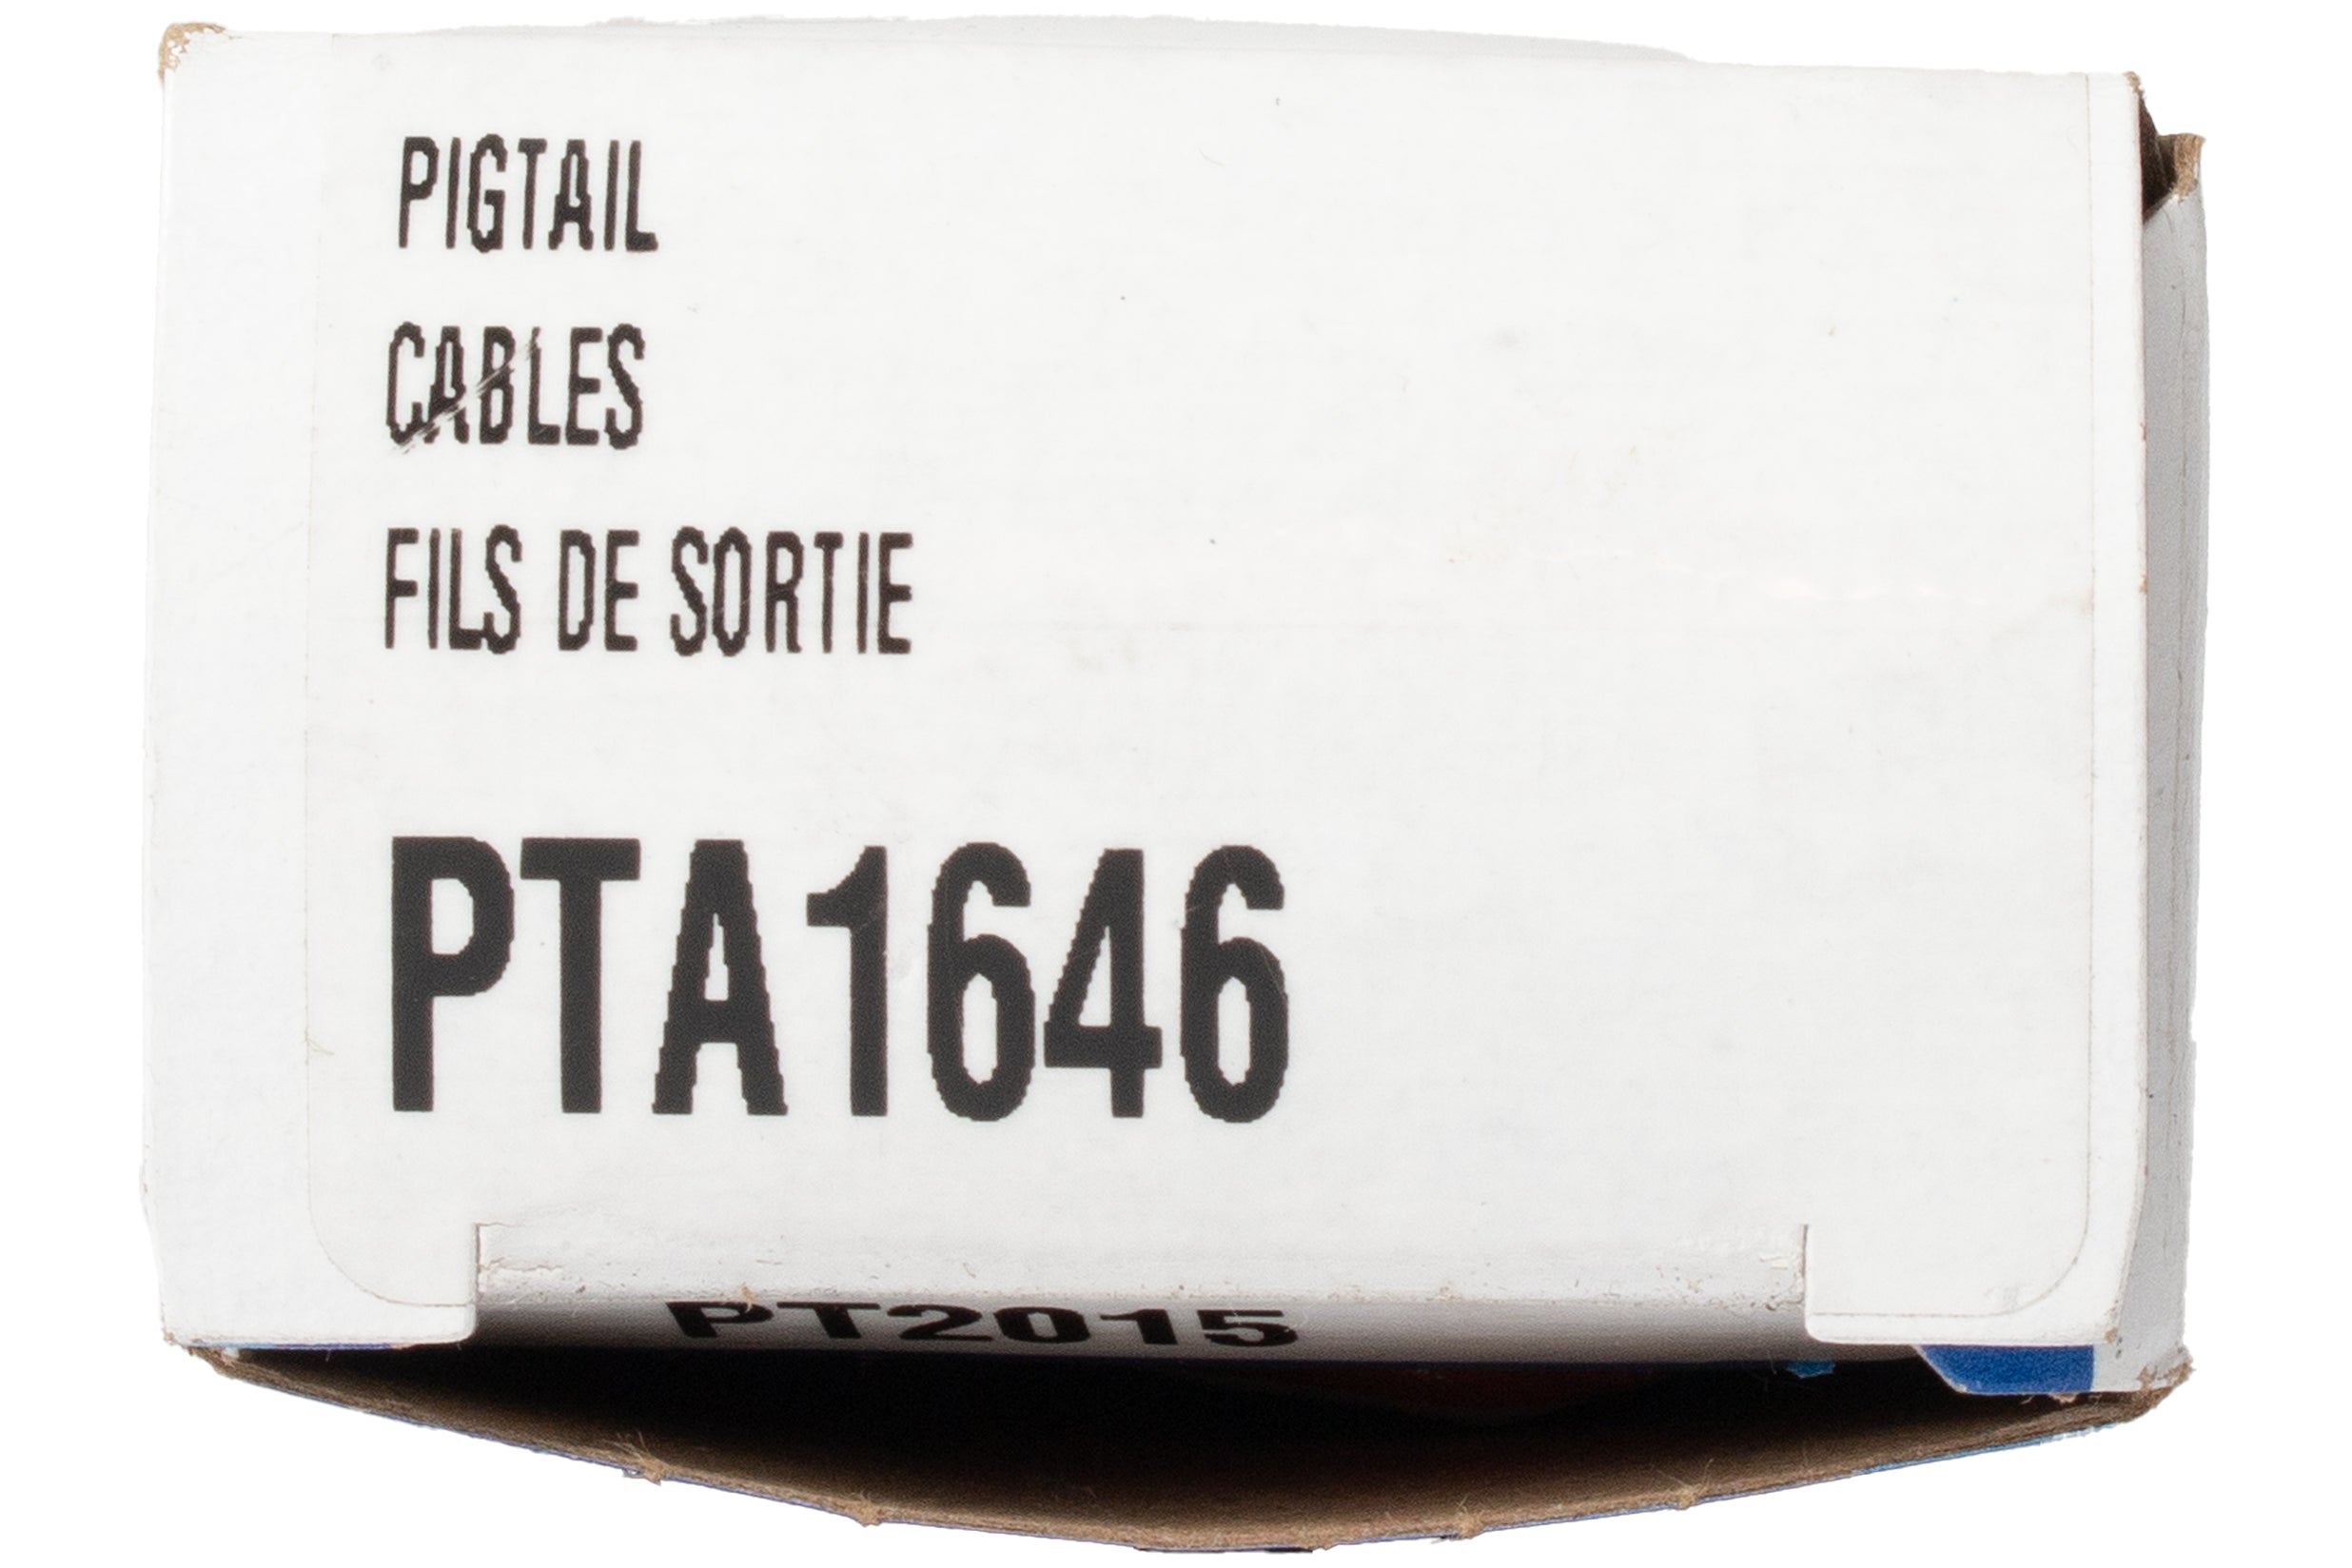 PIGTAIL
CABLES
FILS DE SORTIE
PTA1646
PT2015